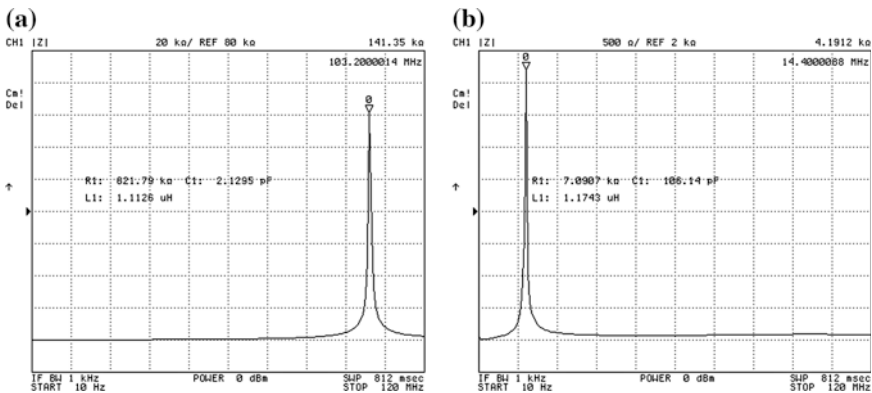 (a)
CH1 |Z| 20 kΩ/ REF 80 kΩ 141.35 kΩ
103.2000014 MHz
Cm!
Del
0
R1: 621.79 kΩ C1: 2.1295 pF
L1: 1.1126 uH
IF BW 1 kHz POWER 0 dBm SWP 812 msec
START 10 Hz STOP 120 MHz
(b)
CH1 |Z| 500 Ω/ REF 2 kΩ 4.1912 kΩ
14.4000088 MHz
Cm!
Del
0
R1: 7.0907 kΩ C1: 106.14 pF
L1: 1.1743 uH
IF BW 1 kHz POWER 0 dBm SWP 812 msec
START 10 Hz STOP 120 MHz